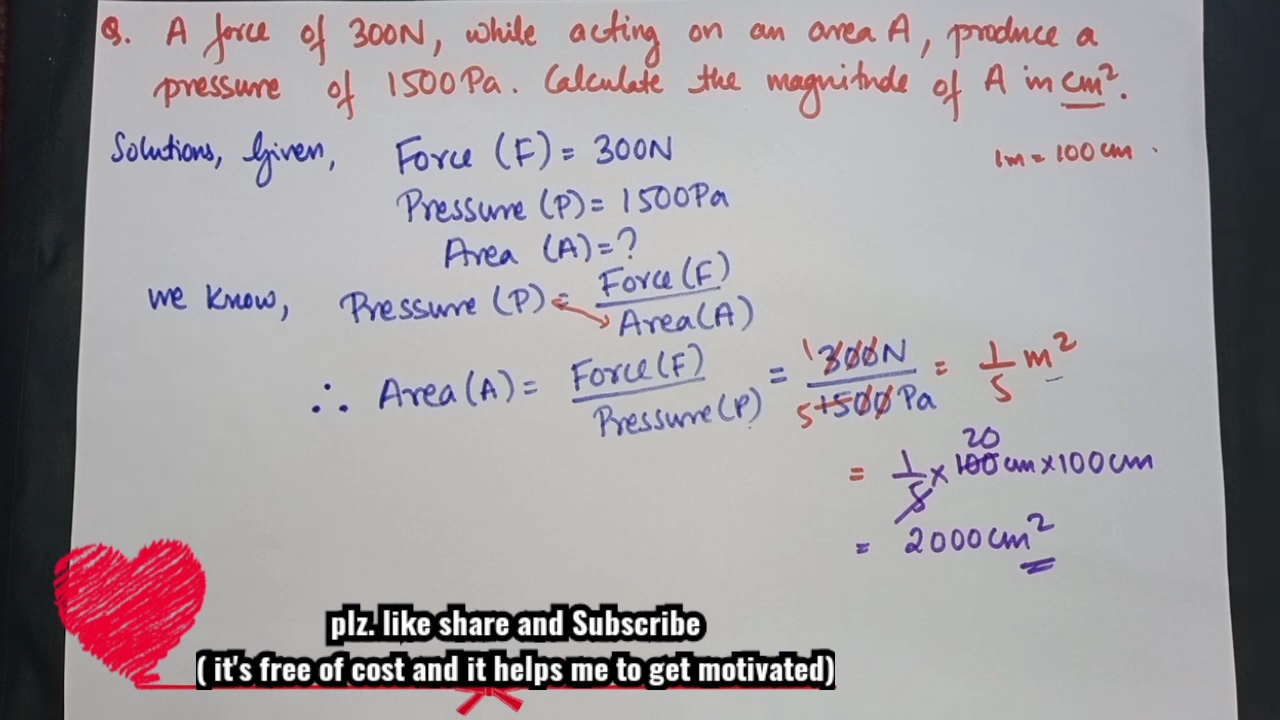 Q. A force of 300N, while acting on an area A, produce a
pressure of 1500Pa. Calculate the magnitude of A in cm².
Solutions, Given, Force (F) = 300N
1m = 100 cm.
Pressure (P) = 1500Pa
Area (A) = ?
we know, Pressure (P) = Force (F) / Area (A)
∴ Area (A) = Force (F) / Pressure (P) = 1 300N / 5 1500 Pa = 1/5 m²
= 1/5 × 20 100 cm × 100 cm
= 2000 cm²
plz. like share and Subscribe
( it's free of cost and it helps me to get motivated)